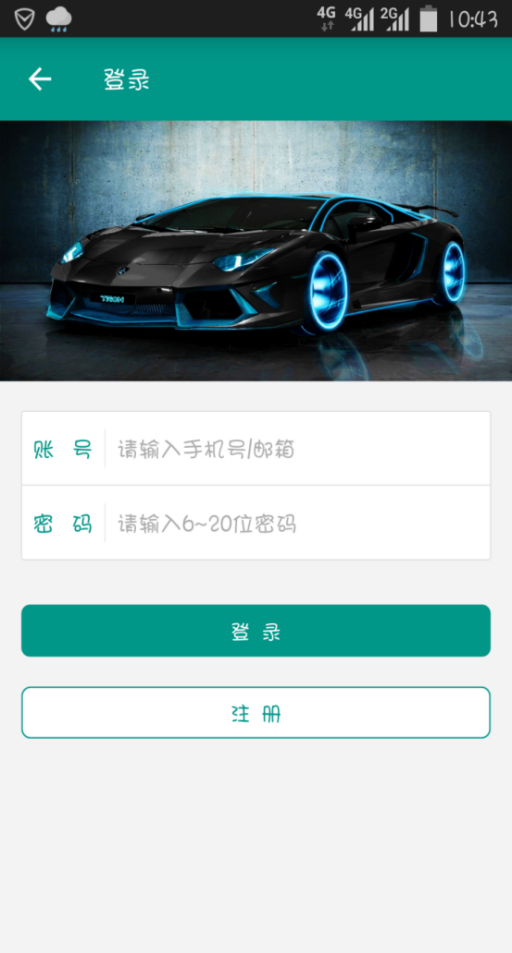 4G 4G 2G 10:43
登录
TRON
账 号 请输入手机号/邮箱
密 码 请输入6~20位密码
登 录
注 册